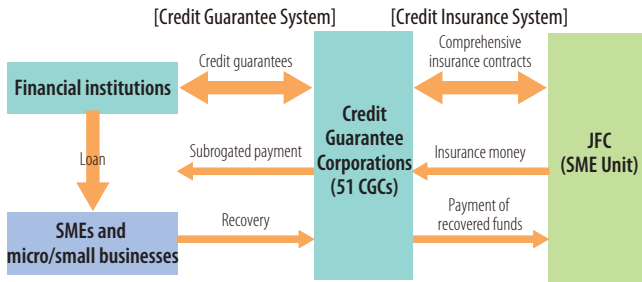 [Credit Guarantee System]
[Credit Insurance System]
Financial institutions
Credit guarantees
Comprehensive
insurance contracts
Credit
Guarantee
Corporations
(51 CGCs)
JFC
(SME Unit)
Loan
Subrogated payment
Insurance money
SMEs and
micro/small businesses
Recovery
Payment of
recovered funds